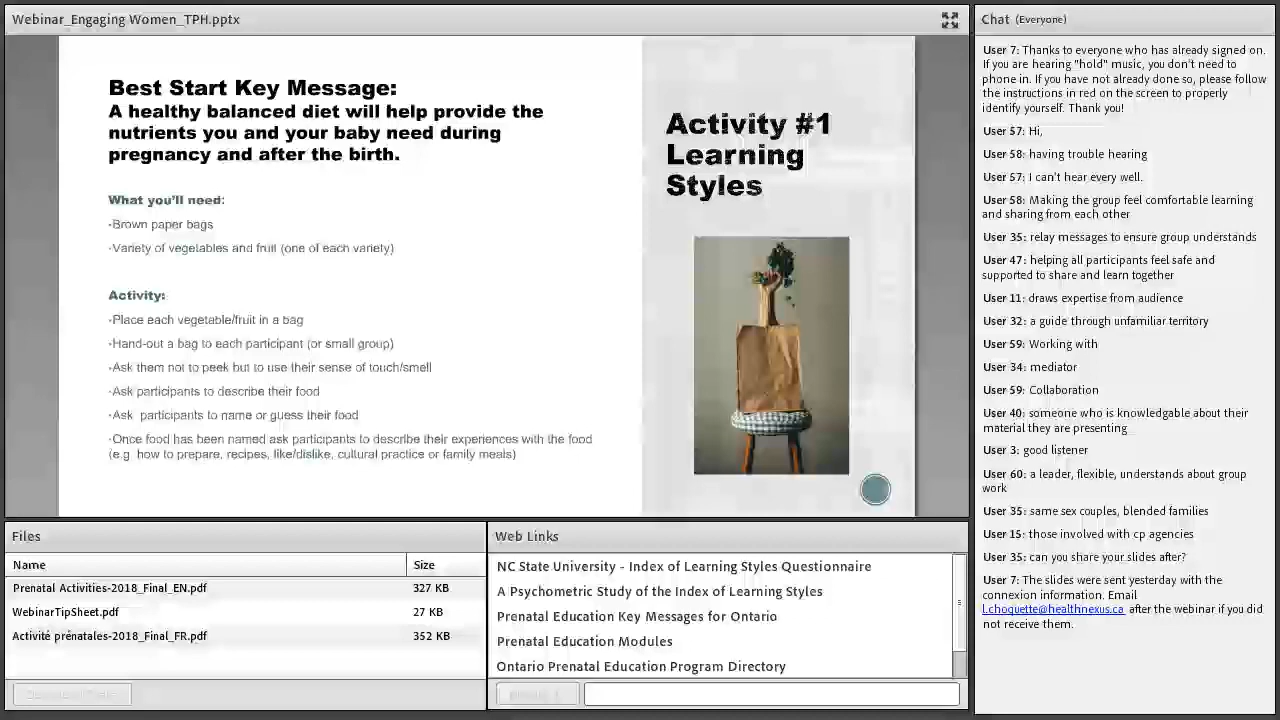 Webinar_Engaging Women_TPH.pptx
Best Start Key Message:
A healthy balanced diet will help provide the
nutrients you and your baby need during
pregnancy and after the birth.
What you'll need:
·Brown paper bags
·Variety of vegetables and fruit (one of each variety)
Activity:
·Place each vegetable/fruit in a bag
·Hand-out a bag to each participant (or small group)
·Ask them not to peek but to use their sense of touch/smell
·Ask participants to describe their food
·Ask participants to name or guess their food
·Once food has been named ask participants to describe their experiences with the food
(e.g how to prepare, recipes, like/dislike, cultural practice or family meals)
Activity #1
Learning
Styles
Files
Name Size
Prenatal Activities-2018_Final_EN.pdf 327 KB
WebinarTipSheet.pdf 27 KB
Activité prénatales-2018_Final_FR.pdf 352 KB
Web Links
NC State University - Index of Learning Styles Questionnaire
A Psychometric Study of the Index of Learning Styles
Prenatal Education Key Messages for Ontario
Prenatal Education Modules
Ontario Prenatal Education Program Directory
Chat (Everyone)
User 7: Thanks to everyone who has already signed on.
If you are hearing "hold" music, you don't need to
phone in. If you have not already done so, please follow
the instructions in red on the screen to properly
identify yourself. Thank you!
User 57: Hi,
User 58: having trouble hearing
User 57: I can't hear every well.
User 58: Making the group feel comfortable learning
and sharing from each other
User 35: relay messages to ensure group understands
User 47: helping all participants feel safe and
supported to share and learn together
User 11: draws expertise from audience
User 32: a guide through unfamiliar territory
User 59: Working with
User 34: mediator
User 59: Collaboration
User 40: someone who is knowledgable about their
material they are presenting
User 3: good listener
User 60: a leader, flexible, understands about group
work
User 35: same sex couples, blended families
User 15: those involved with cp agencies
User 35: can you share your slides after?
User 7: The slides were sent yesterday with the
connexion information. Email
l.choquette@healthnexus.ca after the webinar if you did
not receive them.